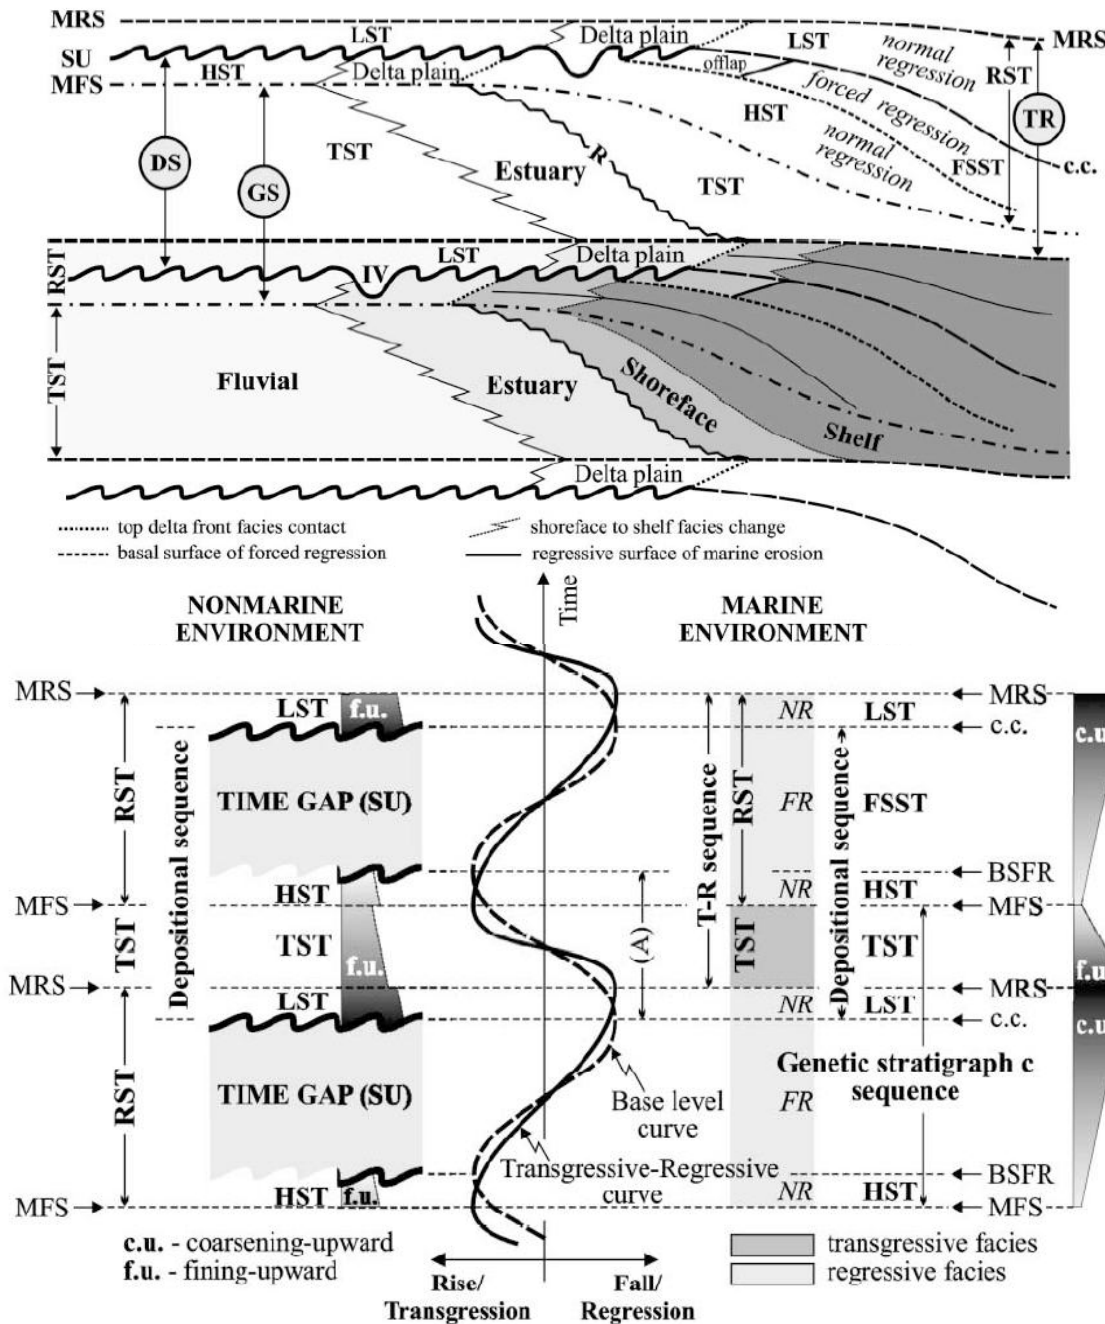 MRS
LST
Delta plain
LST
normal regression
MRS
SU
HST
Delta plain
offlap
forced regression
RST
MFS
HST
TR
DS
TST
normal regression
FSST
c.c.
GS
Estuary
R
TST
RST
LST
Delta plain
IV
TST
Fluvial
Estuary
Shoreface
Shelf
Delta plain
top delta front facies contact
shoreface to shelf facies change
basal surface of forced regression
regressive surface of marine erosion
Time
NONMARINE
ENVIRONMENT
MARINE
ENVIRONMENT
MRS
LST
f.u.
NR
LST
MRS
c.c.
c.u.
RST
Depositional sequence
TIME GAP (SU)
T-R sequence
RST
FR
FSST
Depositional sequence
BSFR
HST
NR
HST
MFS
MFS
TST
TST
f.u.
(A)
TST
TST
f.u.
MRS
LST
NR
LST
MRS
c.c.
c.u.
RST
TIME GAP (SU)
Base level
curve
FR
Genetic stratigraph c
sequence
Transgressive-Regressive
curve
BSFR
HST
f.u.
NR
HST
MFS
MFS
c.u. - coarsening-upward
f.u. - fining-upward
Rise/
Transgression
Fall/
Regression
transgressive facies
regressive facies